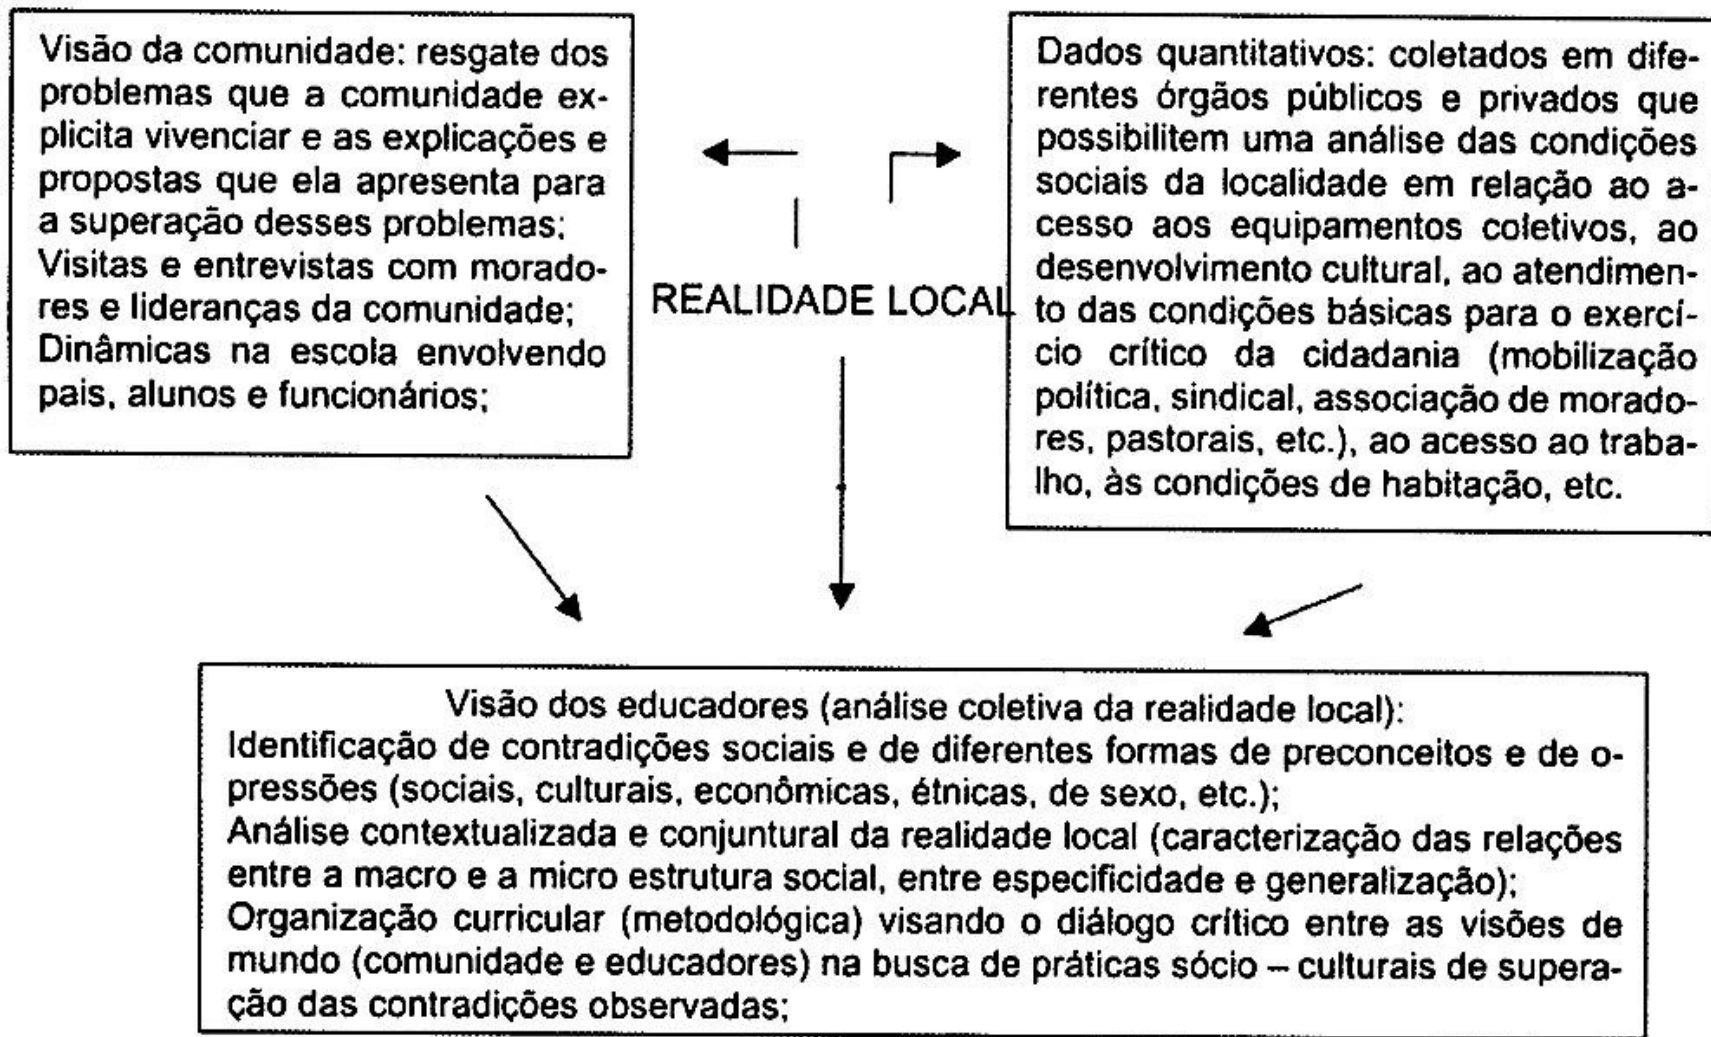 Visão da comunidade: resgate dos
problemas que a comunidade ex-
plicita vivenciar e as explicações e
propostas que ela apresenta para
a superação desses problemas;
Visitas e entrevistas com morado-
res e lideranças da comunidade;
Dinâmicas na escola envolvendo
pais, alunos e funcionários;
Dados quantitativos: coletados em dife-
rentes órgãos públicos e privados que
possibilitem uma análise das condições
sociais da localidade em relação ao a-
cesso aos equipamentos coletivos, ao
desenvolvimento cultural, ao atendimen-
to das condições básicas para o exercí-
cio crítico da cidadania (mobilização
política, sindical, associação de morado-
res, pastorais, etc.), ao acesso ao traba-
lho, às condições de habitação, etc.
REALIDADE LOCAL
Visão dos educadores (análise coletiva da realidade local):
Identificação de contradições sociais e de diferentes formas de preconceitos e de o-
pressões (sociais, culturais, econômicas, étnicas, de sexo, etc.);
Análise contextualizada e conjuntural da realidade local (caracterização das relações
entre a macro e a micro estrutura social, entre especificidade e generalização);
Organização curricular (metodológica) visando o diálogo crítico entre as visões de
mundo (comunidade e educadores) na busca de práticas sócio – culturais de supera-
ção das contradições observadas;